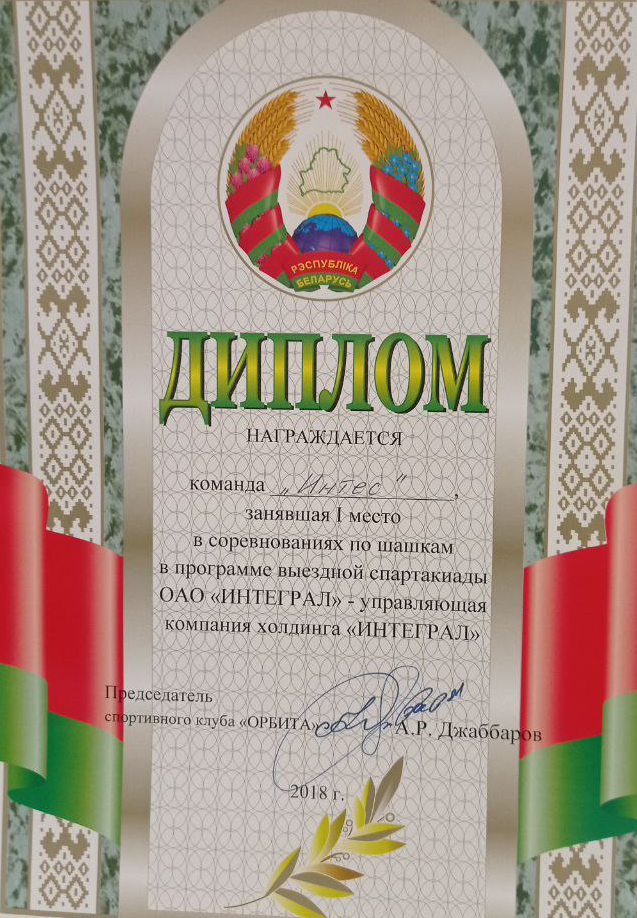 РЭСПУБЛІКА
БЕЛАРУСЬ
ДИПЛОМ
НАГРАЖДАЕТСЯ
команда „Интес",
занявшая I место
в соревнованиях по шашкам
в программе выездной спартакиады
ОАО «ИНТЕГРАЛ» - управляющая
компания холдинга «ИНТЕГРАЛ»
Председатель
спортивного клуба «ОРБИТА» А.Р. Джаббаров
2018 г.